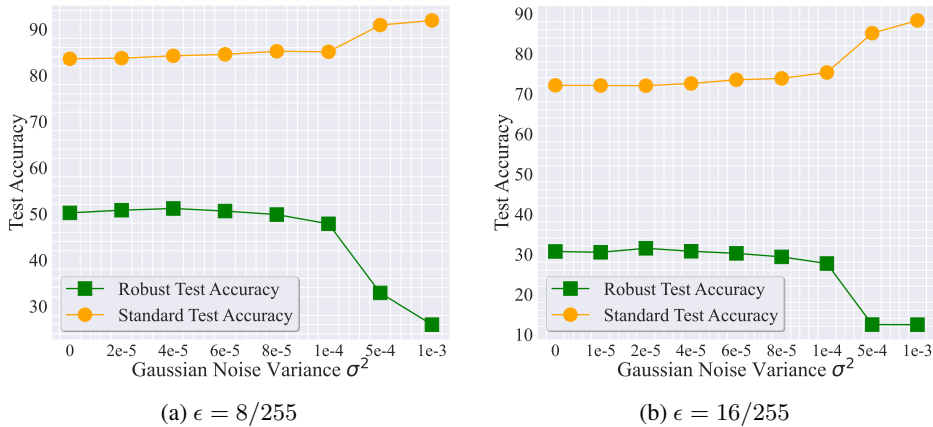 90
80
70
60
50
40
30
Test Accuracy
Robust Test Accuracy
Standard Test Accuracy
0 2e-5 4e-5 6e-5 8e-5 1e-4 5e-4 1e-3
Gaussian Noise Variance σ²
(a) ϵ = 8/255
90
80
70
60
50
40
30
20
10
Test Accuracy
Robust Test Accuracy
Standard Test Accuracy
0 1e-5 2e-5 4e-5 6e-5 8e-5 1e-4 5e-4 1e-3
Gaussian Noise Variance σ²
(b) ϵ = 16/255